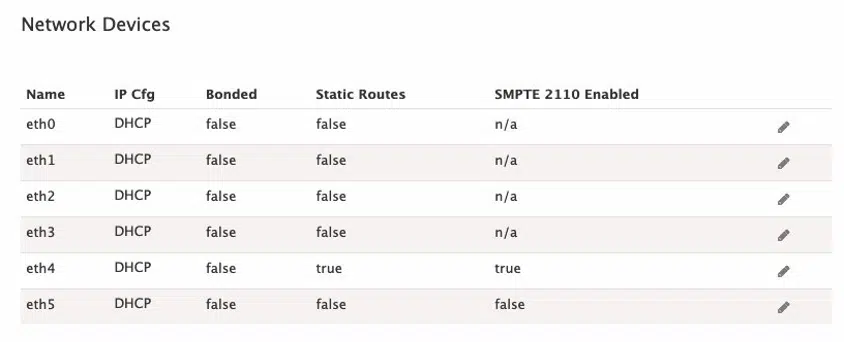 Network Devices
Name IP Cfg Bonded Static Routes SMPTE 2110 Enabled
eth0 DHCP false false n/a
eth1 DHCP false false n/a
eth2 DHCP false false n/a
eth3 DHCP false false n/a
eth4 DHCP false true true
eth5 DHCP false false false